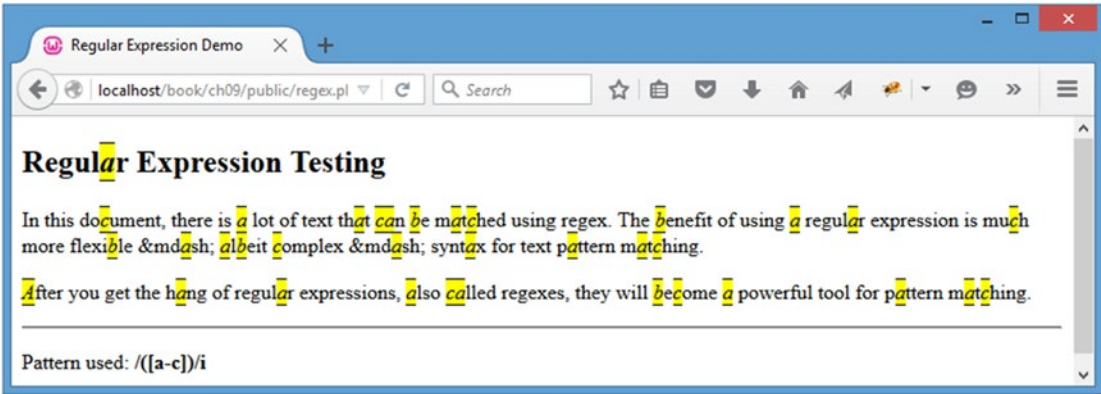 Regular Expression Demo
localhost/book/ch09/public/regex.pl
Search
Regular Expression Testing
In this document, there is a lot of text that can be matched using regex. The benefit of using a regular expression is much
more flexible &mdash; albeit complex &mdash; syntax for text pattern matching.
After you get the hang of regular expressions, also called regexes, they will become a powerful tool for pattern matching.
Pattern used: /([a-c])/i